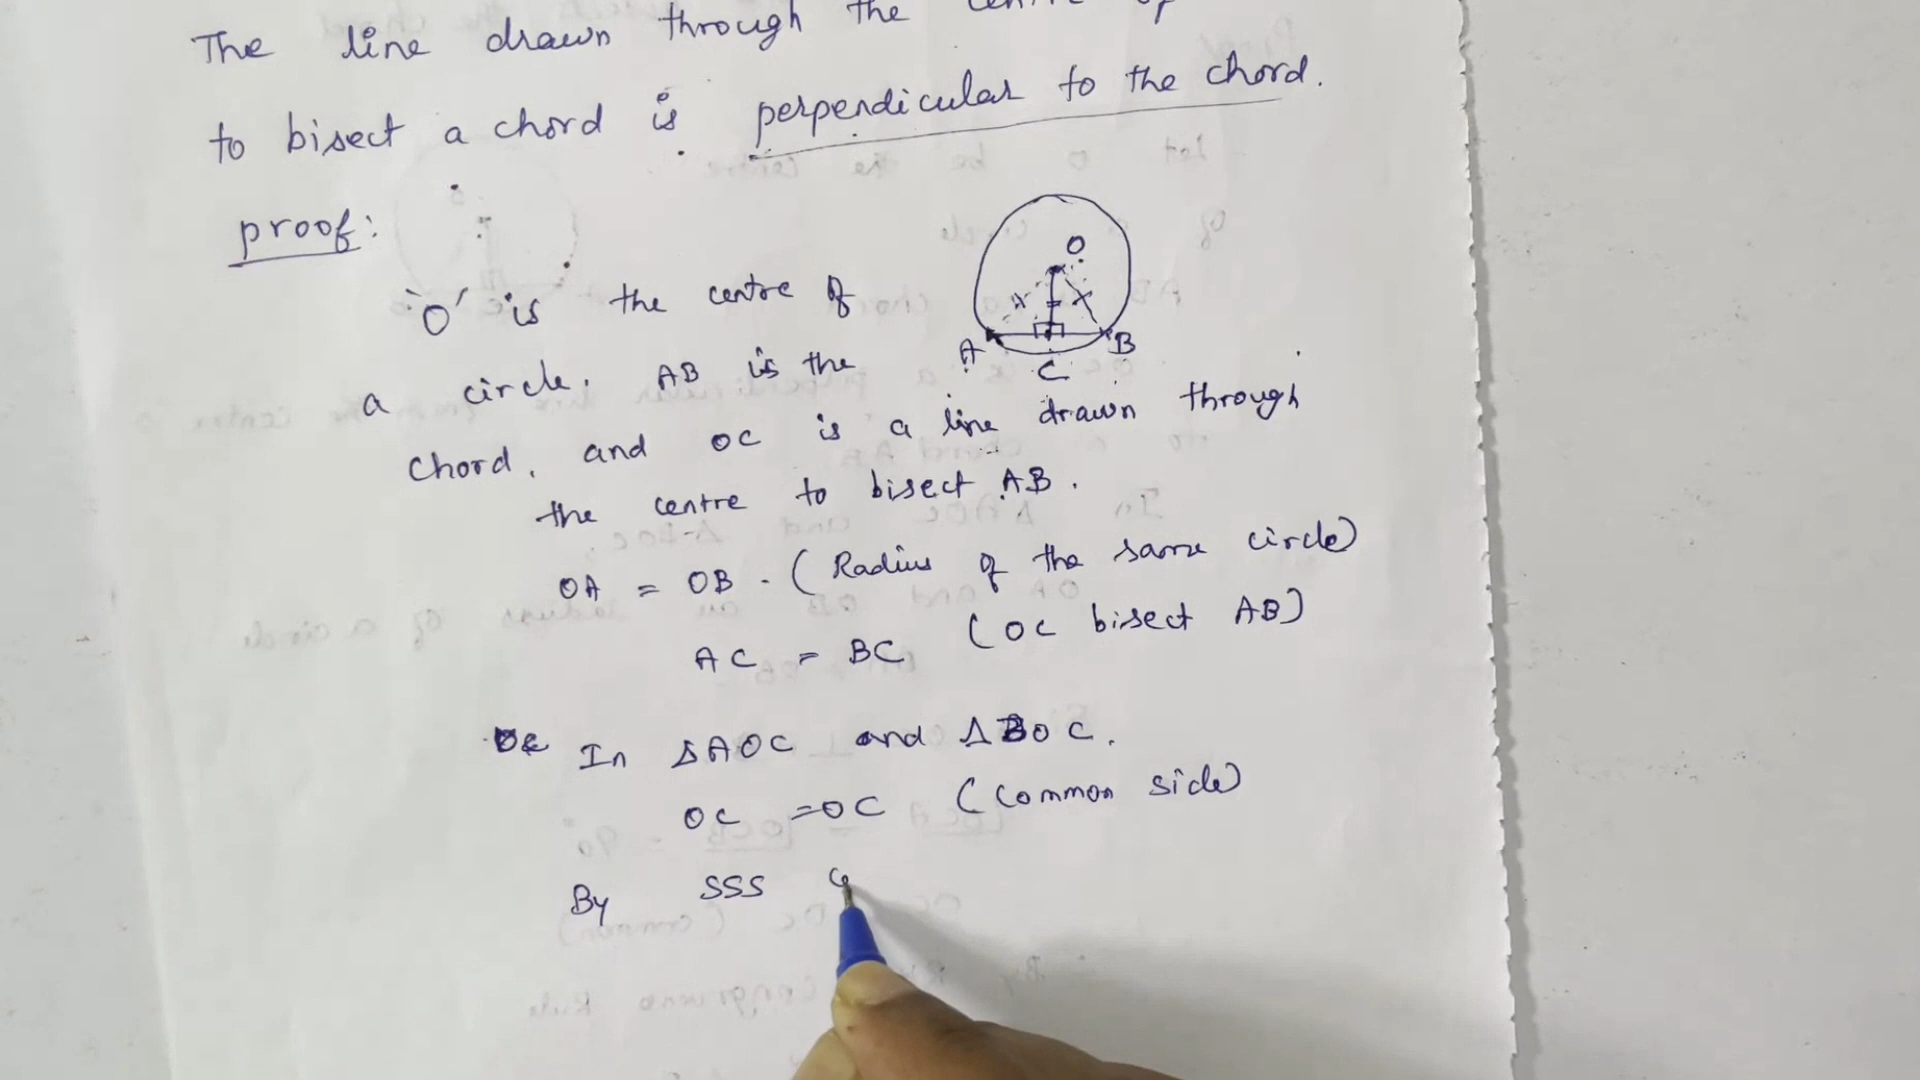 The line drawn through the centre of
to bisect a chord is perpendicular to the chord.
proof:
'O' is the centre of
a circle. AB is the
chord, and OC is a line drawn through
the centre to bisect AB.
OA = OB. (Radius of the same circle)
AC = BC (OC bisect AB)
In ΔAOC and ΔBOC.
OC = OC (Common side)
By SSS
O
A
B
C